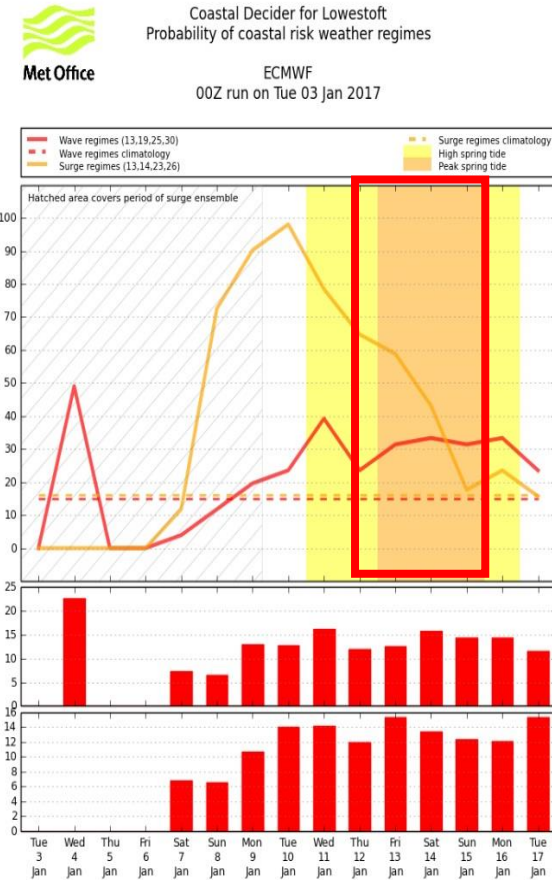 Met Office
Coastal Decider for Lowestoft
Probability of coastal risk weather regimes
ECMWF
00Z run on Tue 03 Jan 2017
Wave regimes (13,19,25,30)
Wave regimes climatology
Surge regimes (13,14,23,26)
Surge regimes climatology
High spring tide
Peak spring tide
Hatched area covers period of surge ensemble
100
90
80
70
60
50
40
30
20
10
0
25
20
15
10
5
0
16
14
12
10
8
6
4
2
0
Tue Wed Thu Fri Sat Sun Mon Tue Wed Thu Fri Sat Sun Mon Tue
3 4 5 6 7 8 9 10 11 12 13 14 15 16 17
Jan Jan Jan Jan Jan Jan Jan Jan Jan Jan Jan Jan Jan Jan Jan